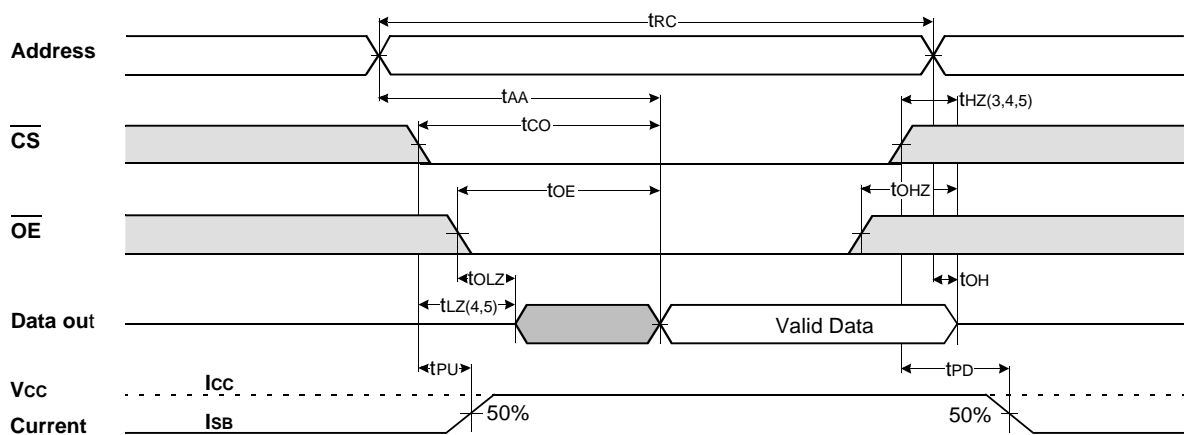 tRC
Address
tAA
tHZ(3,4,5)
CS
tCO
tOE
tOHZ
OE
tOLZ
tOH
tLZ(4,5)
Data out
Valid Data
tPU
tPD
VCC
ICC
50%
50%
Current
ISB